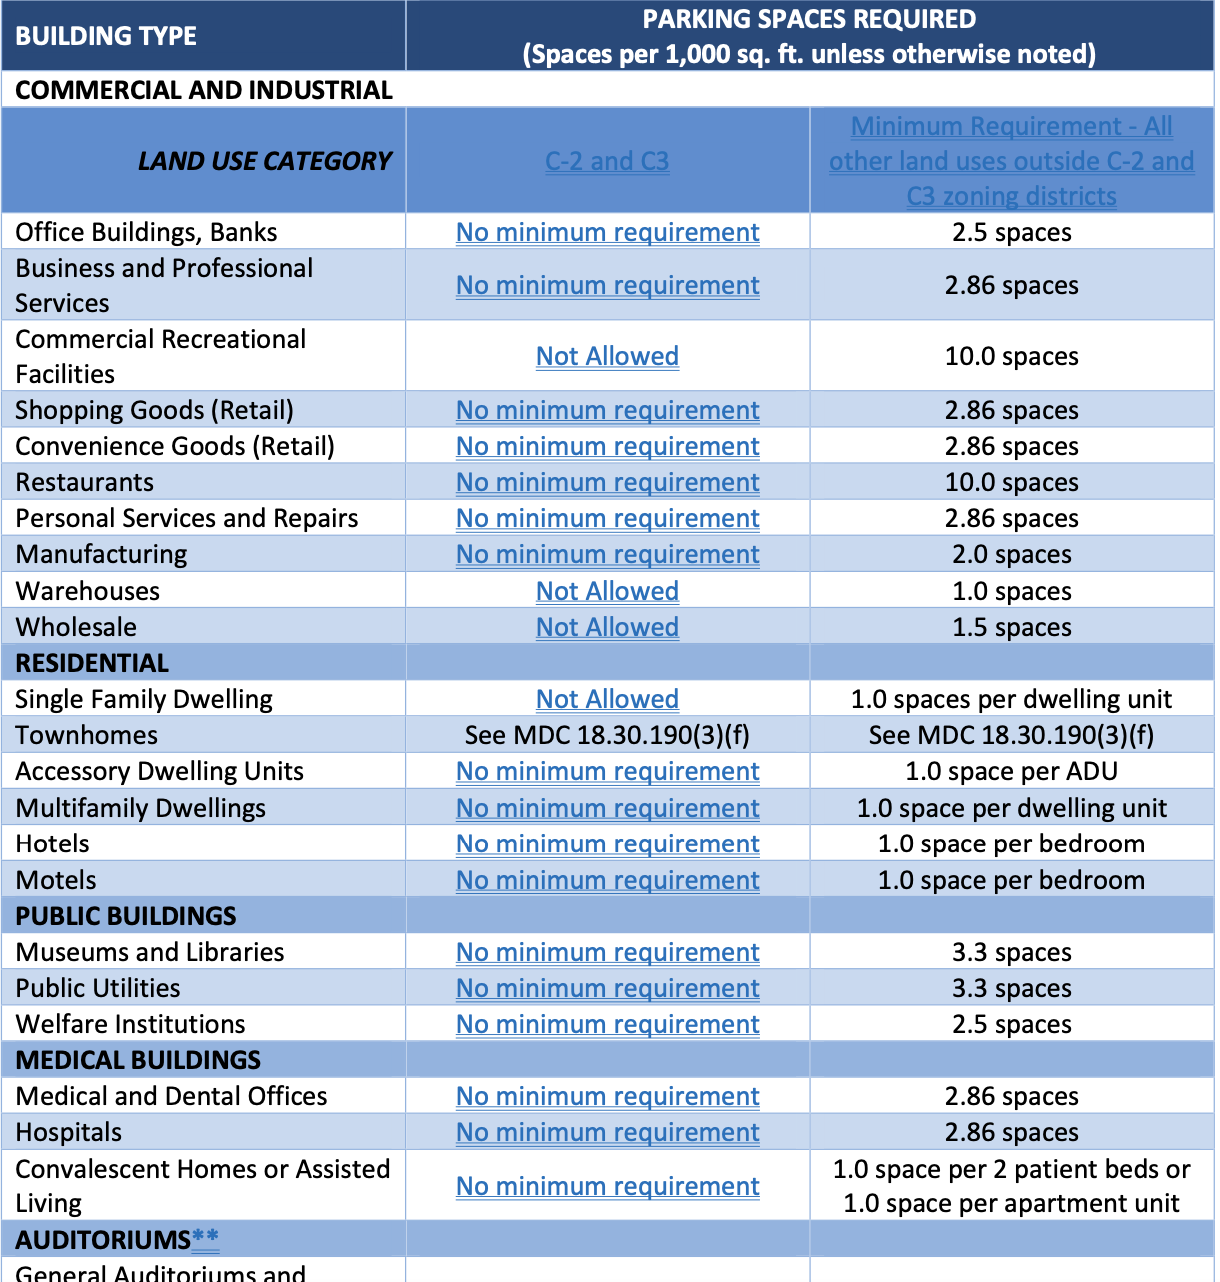 BUILDING TYPE
PARKING SPACES REQUIRED
(Spaces per 1,000 sq. ft. unless otherwise noted)
COMMERCIAL AND INDUSTRIAL
LAND USE CATEGORY
C-2 and C3
Minimum Requirement - All
other land uses outside C-2 and
C3 zoning districts
Office Buildings, Banks
No minimum requirement
2.5 spaces
Business and Professional
Services
No minimum requirement
2.86 spaces
Commercial Recreational
Facilities
Not Allowed
10.0 spaces
Shopping Goods (Retail)
No minimum requirement
2.86 spaces
Convenience Goods (Retail)
No minimum requirement
2.86 spaces
Restaurants
No minimum requirement
10.0 spaces
Personal Services and Repairs
No minimum requirement
2.86 spaces
Manufacturing
No minimum requirement
2.0 spaces
Warehouses
Not Allowed
1.0 spaces
Wholesale
Not Allowed
1.5 spaces
RESIDENTIAL
Single Family Dwelling
Not Allowed
1.0 spaces per dwelling unit
Townhomes
See MDC 18.30.190(3)(f)
See MDC 18.30.190(3)(f)
Accessory Dwelling Units
No minimum requirement
1.0 space per ADU
Multifamily Dwellings
No minimum requirement
1.0 space per dwelling unit
Hotels
No minimum requirement
1.0 space per bedroom
Motels
No minimum requirement
1.0 space per bedroom
PUBLIC BUILDINGS
Museums and Libraries
No minimum requirement
3.3 spaces
Public Utilities
No minimum requirement
3.3 spaces
Welfare Institutions
No minimum requirement
2.5 spaces
MEDICAL BUILDINGS
Medical and Dental Offices
No minimum requirement
2.86 spaces
Hospitals
No minimum requirement
2.86 spaces
Convalescent Homes or Assisted
Living
No minimum requirement
1.0 space per 2 patient beds or
1.0 space per apartment unit
AUDITORIUMS**
General Auditoriums and